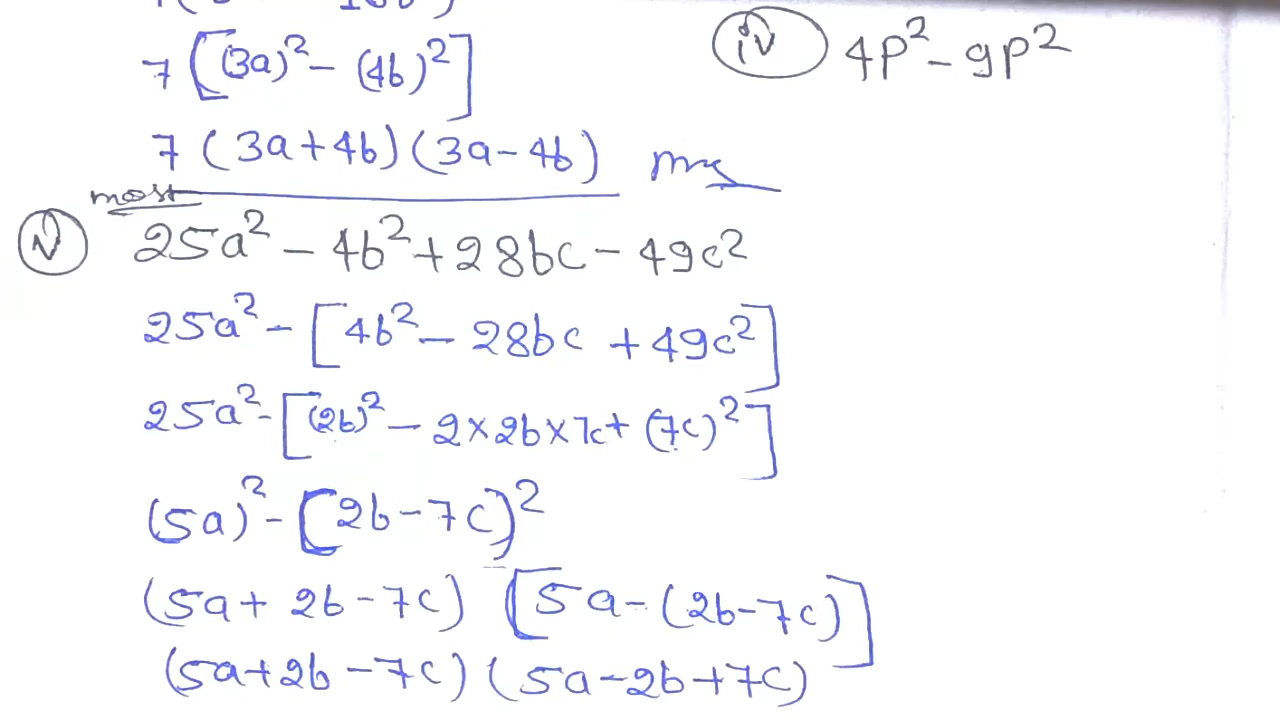 7[(3a)²-(4b)²]
7(3a+4b)(3a-4b)
most
(v) 25a²-4b²+28bc-49c²
25a²-[4b²-28bc+49c²]
25a²-[(2b)²-2×2b×7c+(7c)²]
(5a)²-[2b-7c)²
(5a+2b-7c)[5a-(2b-7c)]
(5a+2b-7c)(5a-2b+7c)
(iv) 4p²-9p²